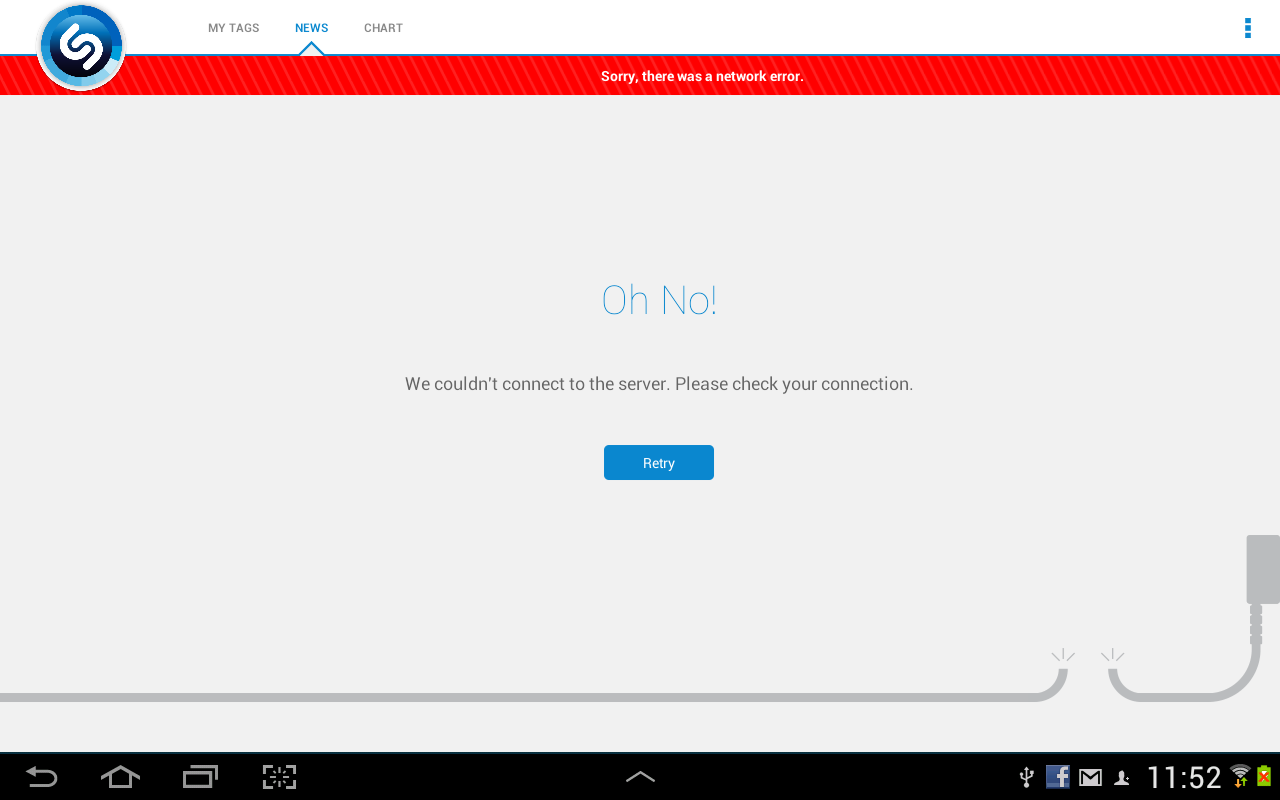 MY TAGS
NEWS
CHART
Sorry, there was a network error.
Oh No!
We couldn't connect to the server. Please check your connection.
Retry
11:52